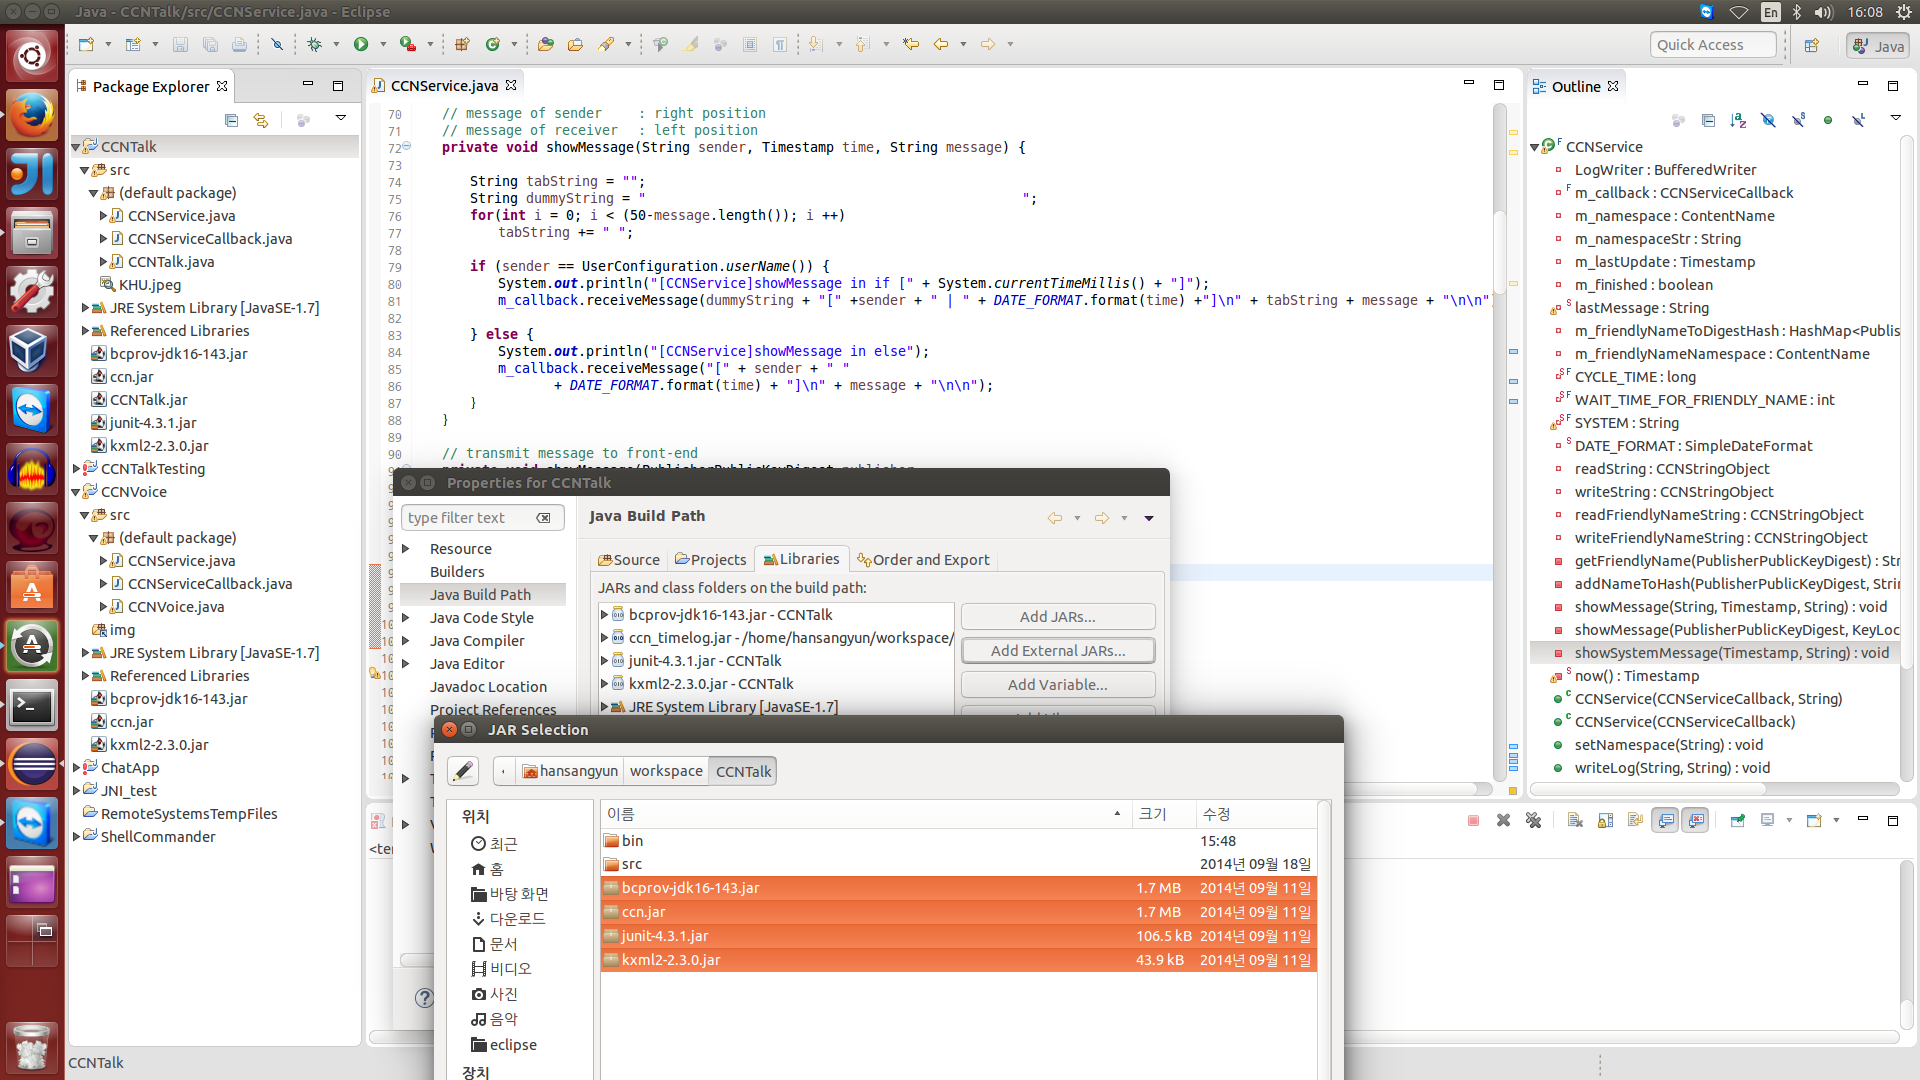 Java - CCNTalk/src/CCNService.java - Eclipse
En
16:08
Quick Access
Java
Package Explorer
CCNTalk
src
(default package)
CCNService.java
CCNServiceCallback.java
CCNTalk.java
KHU.jpeg
JRE System Library [JavaSE-1.7]
Referenced Libraries
bcprov-jdk16-143.jar
ccn.jar
CCNTalk.jar
junit-4.3.1.jar
kxml2-2.3.0.jar
CCNTalkTesting
CCNVoice
src
(default package)
CCNService.java
CCNServiceCallback.java
CCNVoice.java
img
JRE System Library [JavaSE-1.7]
Referenced Libraries
bcprov-jdk16-143.jar
ccn.jar
kxml2-2.3.0.jar
ChatApp
JNI_test
RemoteSystemsTempFiles
ShellCommander
CCNTalk
CCNService.java
70 // message of sender : right position
71 // message of receiver : left position
72 private void showMessage(String sender, Timestamp time, String message) {
73
74 String tabString = "";
75 String dummyString = " ";
76 for(int i = 0; i < (50-message.length()); i ++)
77 tabString += " ";
78
79 if (sender == UserConfiguration.userName()) {
80 System.out.println("[CCNService]showMessage in if [" + System.currentTimeMillis() + "]");
81 m_callback.receiveMessage(dummyString + "[" +sender + " | " + DATE_FORMAT.format(time) +"]\n" + tabString + message + "\n\n"
82
83 } else {
84 System.out.println("[CCNService]showMessage in else");
85 m_callback.receiveMessage("[" + sender + " "
86 + DATE_FORMAT.format(time) + "]\n" + message + "\n\n");
87 }
88 }
89
90 // transmit message to front-end
Outline
CCNService
LogWriter : BufferedWriter
m_callback : CCNServiceCallback
m_namespace : ContentName
m_namespaceStr : String
m_lastUpdate : Timestamp
m_finished : boolean
lastMessage : String
m_friendlyNameToDigestHash : HashMap<Publis
m_friendlyNameNamespace : ContentName
CYCLE_TIME : long
WAIT_TIME_FOR_FRIENDLY_NAME : int
SYSTEM : String
DATE_FORMAT : SimpleDateFormat
readString : CCNStringObject
writeString : CCNStringObject
readFriendlyNameString : CCNStringObject
writeFriendlyNameString : CCNStringObject
getFriendlyName(PublisherPublicKeyDigest) : Str
addNameToHash(PublisherPublicKeyDigest, Strin
showMessage(String, Timestamp, String) : void
showMessage(PublisherPublicKeyDigest, KeyLoc
showSystemMessage(Timestamp, String) : void
now() : Timestamp
CCNService(CCNServiceCallback, String)
CCNService(CCNServiceCallback)
setNamespace(String) : void
writeLog(String, String) : void
Properties for CCNTalk
type filter text
Resource
Builders
Java Build Path
Java Code Style
Java Compiler
Java Editor
Javadoc Location
Project References
Java Build Path
Source
Projects
Libraries
Order and Export
JARs and class folders on the build path:
bcprov-jdk16-143.jar - CCNTalk
ccn_timelog.jar - /home/hansangyun/workspace/
junit-4.3.1.jar - CCNTalk
kxml2-2.3.0.jar - CCNTalk
JRE System Library [JavaSE-1.7]
Add JARs...
Add External JARs...
Add Variable...
<ter
JAR Selection
hansangyun
workspace
CCNTalk
위치
최근
홈
바탕 화면
다운로드
문서
비디오
사진
음악
eclipse
장치
이름 크기 수정
bin 15:48
src 2014년 09월 18일
bcprov-jdk16-143.jar 1.7 MB 2014년 09월 11일
ccn.jar 1.7 MB 2014년 09월 11일
junit-4.3.1.jar 106.5 kB 2014년 09월 11일
kxml2-2.3.0.jar 43.9 kB 2014년 09월 11일